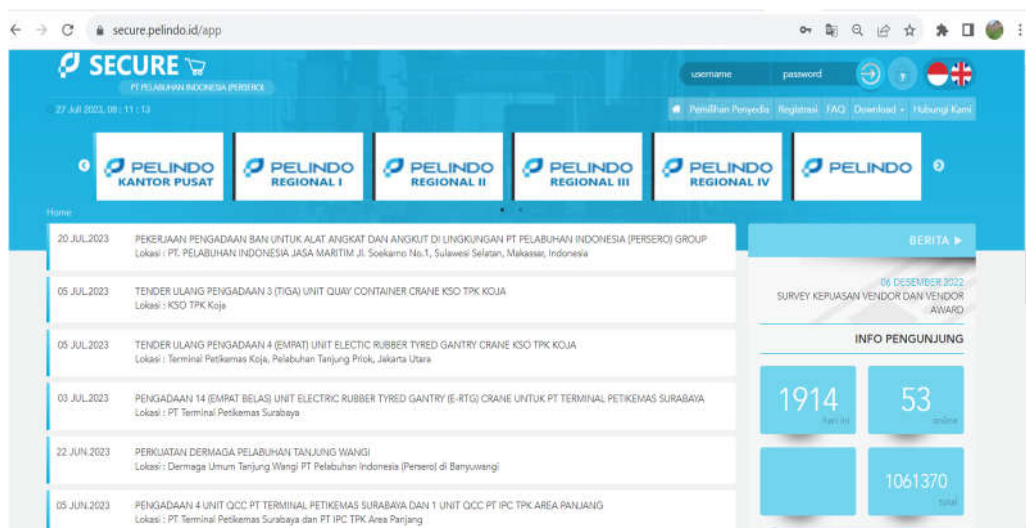 secure.pelindo.id/app
SECURE
PT PELABUHAN INDONESIA (PERSERO)
username
password
27 Juli 2023, 08 : 11 : 13
Pemilihan Penyedia Registrasi FAQ Download Hubungi Kami
PELINDO
KANTOR PUSAT
PELINDO
REGIONAL I
PELINDO
REGIONAL II
PELINDO
REGIONAL III
PELINDO
REGIONAL IV
PELINDO
Home
20 JUL.2023
PEKERJAAN PENGADAAN BAN UNTUK ALAT ANGKAT DAN ANGKUT DI LINGKUNGAN PT PELABUHAN INDONESIA (PERSERO) GROUP
Lokasi : PT. PELABUHAN INDONESIA JASA MARITIM Jl. Soekarno No.1, Sulawesi Selatan, Makassar, Indonesia
05 JUL.2023
TENDER ULANG PENGADAAN 3 (TIGA) UNIT QUAY CONTAINER CRANE KSO TPK KOJA
Lokasi : KSO TPK Koja
05 JUL.2023
TENDER ULANG PENGADAAN 4 (EMPAT) UNIT ELECTIC RUBBER TYRED GANTRY CRANE KSO TPK KOJA
Lokasi : Terminal Petikemas Koja, Pelabuhan Tanjung Priok, Jakarta Utara
03 JUL.2023
PENGADAAN 14 (EMPAT BELAS) UNIT ELECTRIC RUBBER TYRED GANTRY (E-RTG) CRANE UNTUK PT TERMINAL PETIKEMAS SURABAYA
Lokasi : PT Terminal Petikemas Surabaya
22 JUN.2023
PERKUATAN DERMAGA PELABUHAN TANJUNG WANGI
Lokasi : Dermaga Umum Tanjung Wangi PT Pelabuhan Indonesia (Persero) di Banyuwangi
05 JUN.2023
PENGADAAN 4 UNIT QCC PT TERMINAL PETIKEMAS SURABAYA DAN 1 UNIT QCC PT IPC TPK AREA PANJANG
Lokasi : PT Terminal Petikemas Surabaya dan PT IPC TPK Area Panjang
BERITA
06 DESEMBER 2022
SURVEY KEPUASAN VENDOR DAN VENDOR
AWARD
INFO PENGUNJUNG
1914
hari ini
53
online
1061370
total